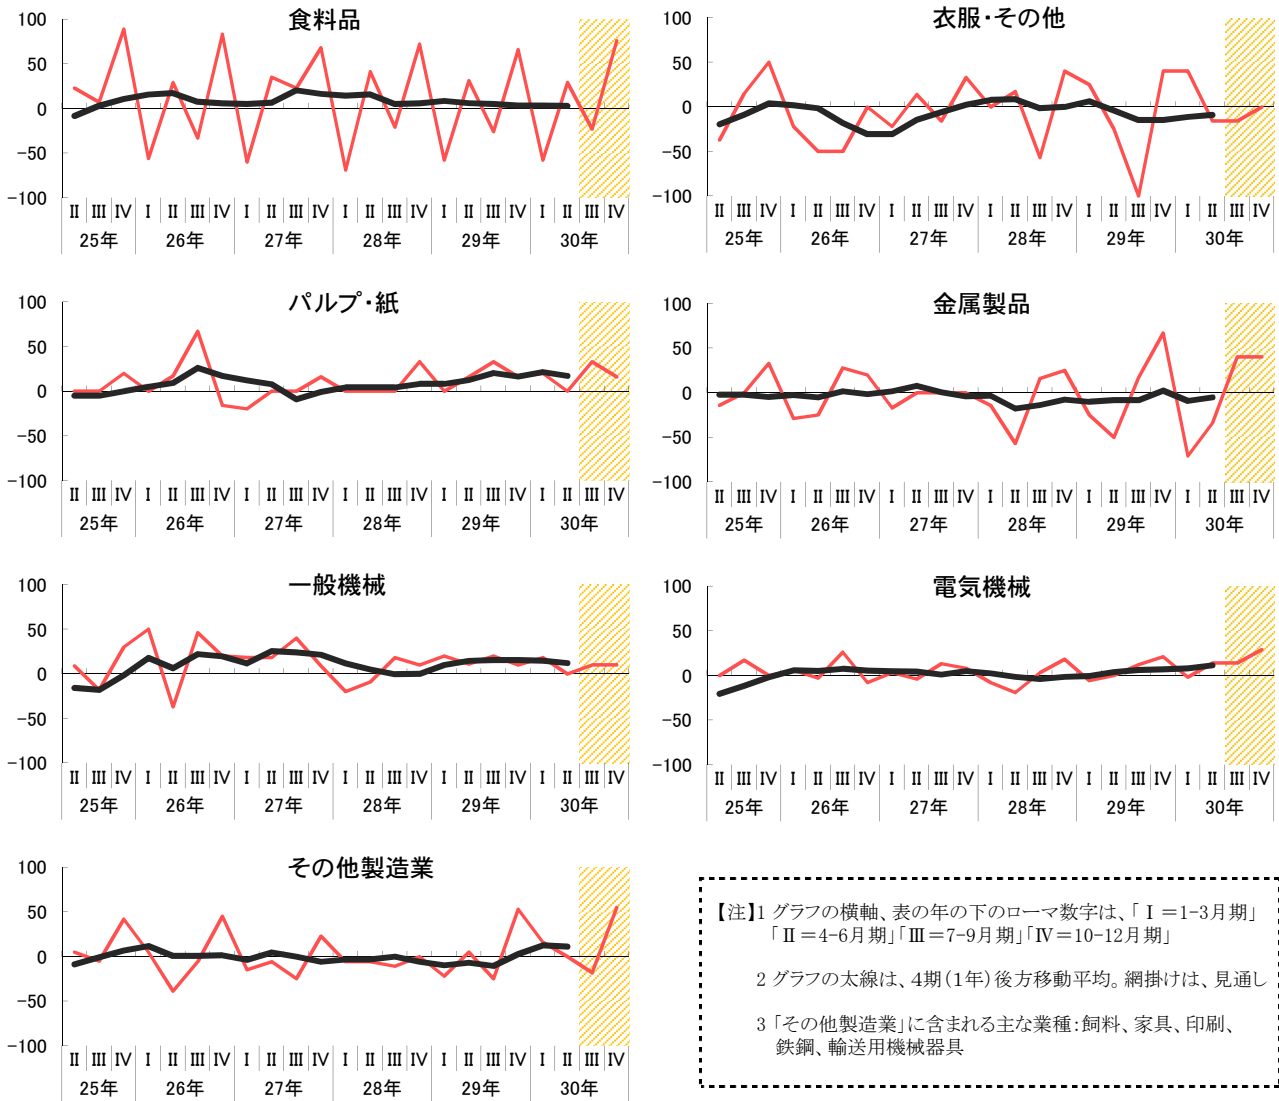 食料品
100
50
0
-50
-100
Ⅱ Ⅲ Ⅳ Ⅰ Ⅱ Ⅲ Ⅳ Ⅰ Ⅱ Ⅲ Ⅳ Ⅰ Ⅱ Ⅲ Ⅳ Ⅰ Ⅱ Ⅲ Ⅳ Ⅰ Ⅱ Ⅲ Ⅳ
25年 26年 27年 28年 29年 30年
衣服・その他
100
50
0
-50
-100
Ⅱ Ⅲ Ⅳ Ⅰ Ⅱ Ⅲ Ⅳ Ⅰ Ⅱ Ⅲ Ⅳ Ⅰ Ⅱ Ⅲ Ⅳ Ⅰ Ⅱ Ⅲ Ⅳ Ⅰ Ⅱ Ⅲ Ⅳ
25年 26年 27年 28年 29年 30年
パルプ・紙
100
50
0
-50
-100
Ⅱ Ⅲ Ⅳ Ⅰ Ⅱ Ⅲ Ⅳ Ⅰ Ⅱ Ⅲ Ⅳ Ⅰ Ⅱ Ⅲ Ⅳ Ⅰ Ⅱ Ⅲ Ⅳ Ⅰ Ⅱ Ⅲ Ⅳ
25年 26年 27年 28年 29年 30年
金属製品
100
50
0
-50
-100
Ⅱ Ⅲ Ⅳ Ⅰ Ⅱ Ⅲ Ⅳ Ⅰ Ⅱ Ⅲ Ⅳ Ⅰ Ⅱ Ⅲ Ⅳ Ⅰ Ⅱ Ⅲ Ⅳ Ⅰ Ⅱ Ⅲ Ⅳ
25年 26年 27年 28年 29年 30年
一般機械
100
50
0
-50
-100
Ⅱ Ⅲ Ⅳ Ⅰ Ⅱ Ⅲ Ⅳ Ⅰ Ⅱ Ⅲ Ⅳ Ⅰ Ⅱ Ⅲ Ⅳ Ⅰ Ⅱ Ⅲ Ⅳ Ⅰ Ⅱ Ⅲ Ⅳ
25年 26年 27年 28年 29年 30年
電気機械
100
50
0
-50
-100
Ⅱ Ⅲ Ⅳ Ⅰ Ⅱ Ⅲ Ⅳ Ⅰ Ⅱ Ⅲ Ⅳ Ⅰ Ⅱ Ⅲ Ⅳ Ⅰ Ⅱ Ⅲ Ⅳ Ⅰ Ⅱ Ⅲ Ⅳ
25年 26年 27年 28年 29年 30年
その他製造業
100
50
0
-50
-100
Ⅱ Ⅲ Ⅳ Ⅰ Ⅱ Ⅲ Ⅳ Ⅰ Ⅱ Ⅲ Ⅳ Ⅰ Ⅱ Ⅲ Ⅳ Ⅰ Ⅱ Ⅲ Ⅳ Ⅰ Ⅱ Ⅲ Ⅳ
25年 26年 27年 28年 29年 30年
【注】1 グラフの横軸、表の年の下のローマ数字は、「Ⅰ＝1-3月期」
「Ⅱ＝4-6月期」「Ⅲ＝7-9月期」「Ⅳ＝10-12月期」
2 グラフの太線は、4期(1年)後方移動平均。網掛けは、見通し
3 「その他製造業」に含まれる主な業種：飼料、家具、印刷、
鉄鋼、輸送用機械器具